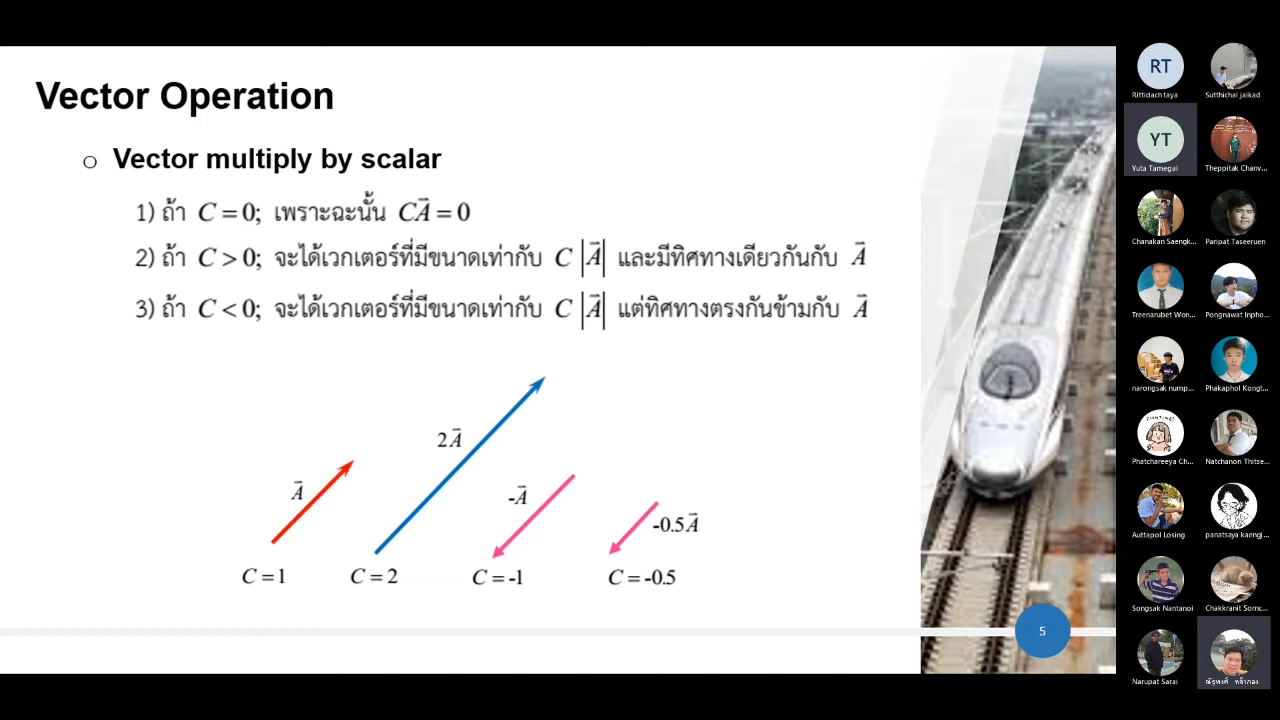 Vector Operation
o Vector multiply by scalar
1) ถ้า C = 0; เพราะฉะนั้น CA⃗ = 0
2) ถ้า C > 0; จะได้เวกเตอร์ที่มีขนาดเท่ากับ C |A⃗| และมีทิศทางเดียวกันกับ A⃗
3) ถ้า C < 0; จะได้เวกเตอร์ที่มีขนาดเท่ากับ C |A⃗| แต่ทิศทางตรงกันข้ามกับ A⃗
A⃗
2A⃗
-A⃗
-0.5A⃗
C = 1
C = 2
C = -1
C = -0.5
5
RT
Rittidach taya
Sutthichai jaikad
YT
Yuta Tamegai
Theppitak Chanv...
Chanakan Saengk...
Paripat Taseeruen
Treenarubet Won...
Pongnawat Inpho...
narongsak nump...
Phakaphol Kongt...
Phatchareeya Ch...
Natchanon Thitse...
Auttapol Losing
panatsaya kaengj...
Songsak Nantanoi
Chakkranit Sornc...
Narupat Sarai